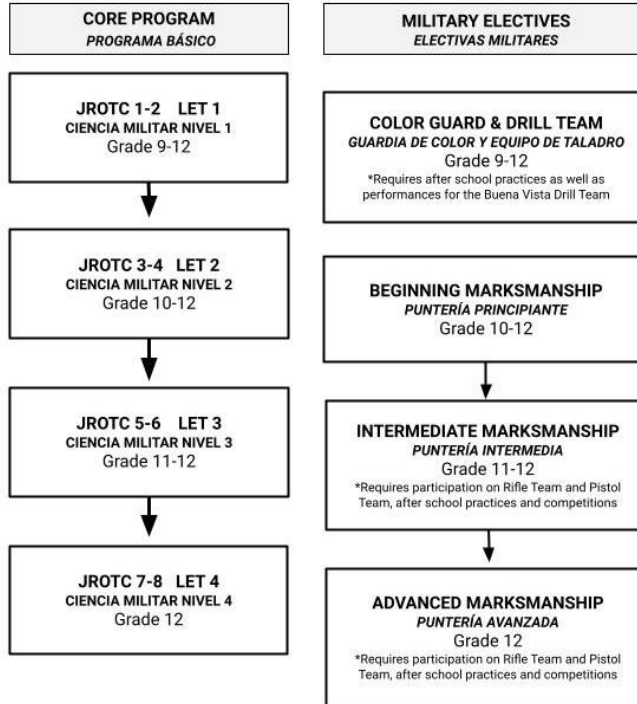 CORE PROGRAM
PROGRAMA BÁSICO
JROTC 1-2 LET 1
CIENCIA MILITAR NIVEL 1
Grade 9-12
JROTC 3-4 LET 2
CIENCIA MILITAR NIVEL 2
Grade 10-12
JROTC 5-6 LET 3
CIENCIA MILITAR NIVEL 3
Grade 11-12
JROTC 7-8 LET 4
CIENCIA MILITAR NIVEL 4
Grade 12
MILITARY ELECTIVES
ELECTIVAS MILITARES
COLOR GUARD & DRILL TEAM
GUARDIA DE COLOR Y EQUIPO DE TALADRO
Grade 9-12
*Requires after school practices as well as
performances for the Buena Vista Drill Team
BEGINNING MARKSMANSHIP
PUNTERÍA PRINCIPIANTE
Grade 10-12
INTERMEDIATE MARKSMANSHIP
PUNTERÍA INTERMEDIA
Grade 11-12
*Requires participation on Rifle Team and Pistol
Team, after school practices and competitions
ADVANCED MARKSMANSHIP
PUNTERÍA AVANZADA
Grade 12
*Requires participation on Rifle Team and Pistol
Team, after school practices and competitions